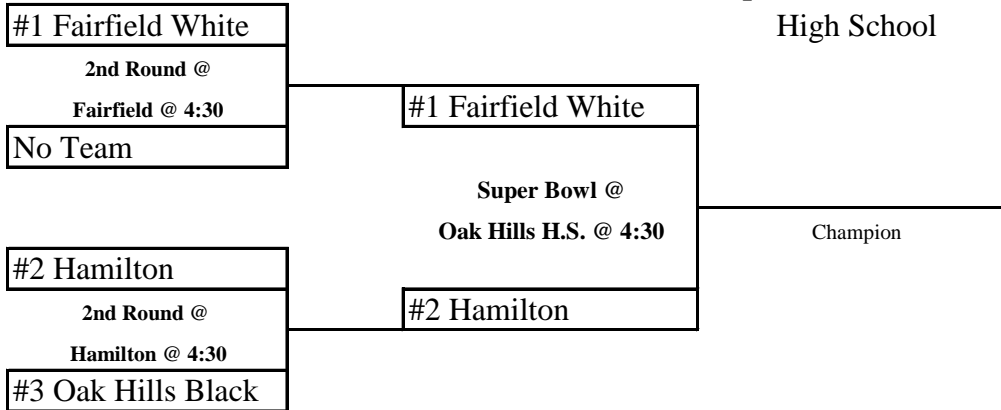 #1 Fairfield White
High School
2nd Round @
Fairfield @ 4:30
#1 Fairfield White
No Team
Super Bowl @
Oak Hills H.S. @ 4:30
Champion
#2 Hamilton
2nd Round @
#2 Hamilton
Hamilton @ 4:30
#3 Oak Hills Black